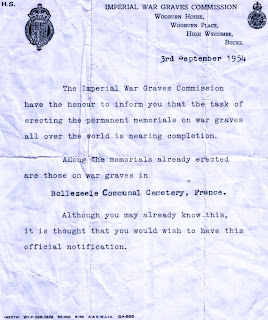 H.S.
IMPERIAL WAR GRAVES COMMISSION
WOOBURN HOUSE,
WOOBURN PLACE,
HIGH WYCOMBE,
BUCKS.
3rd September 1954
The Imperial War Graves Commission
have the honour to inform you that the task of
erecting the permanent memorials on war graves
all over the world is nearing completion.
Among the memorials already erected
are those on war graves in
Bollezeele Communal Cemetery, France.
Although you may already know this,
it is thought that you would wish to have this
official notification.